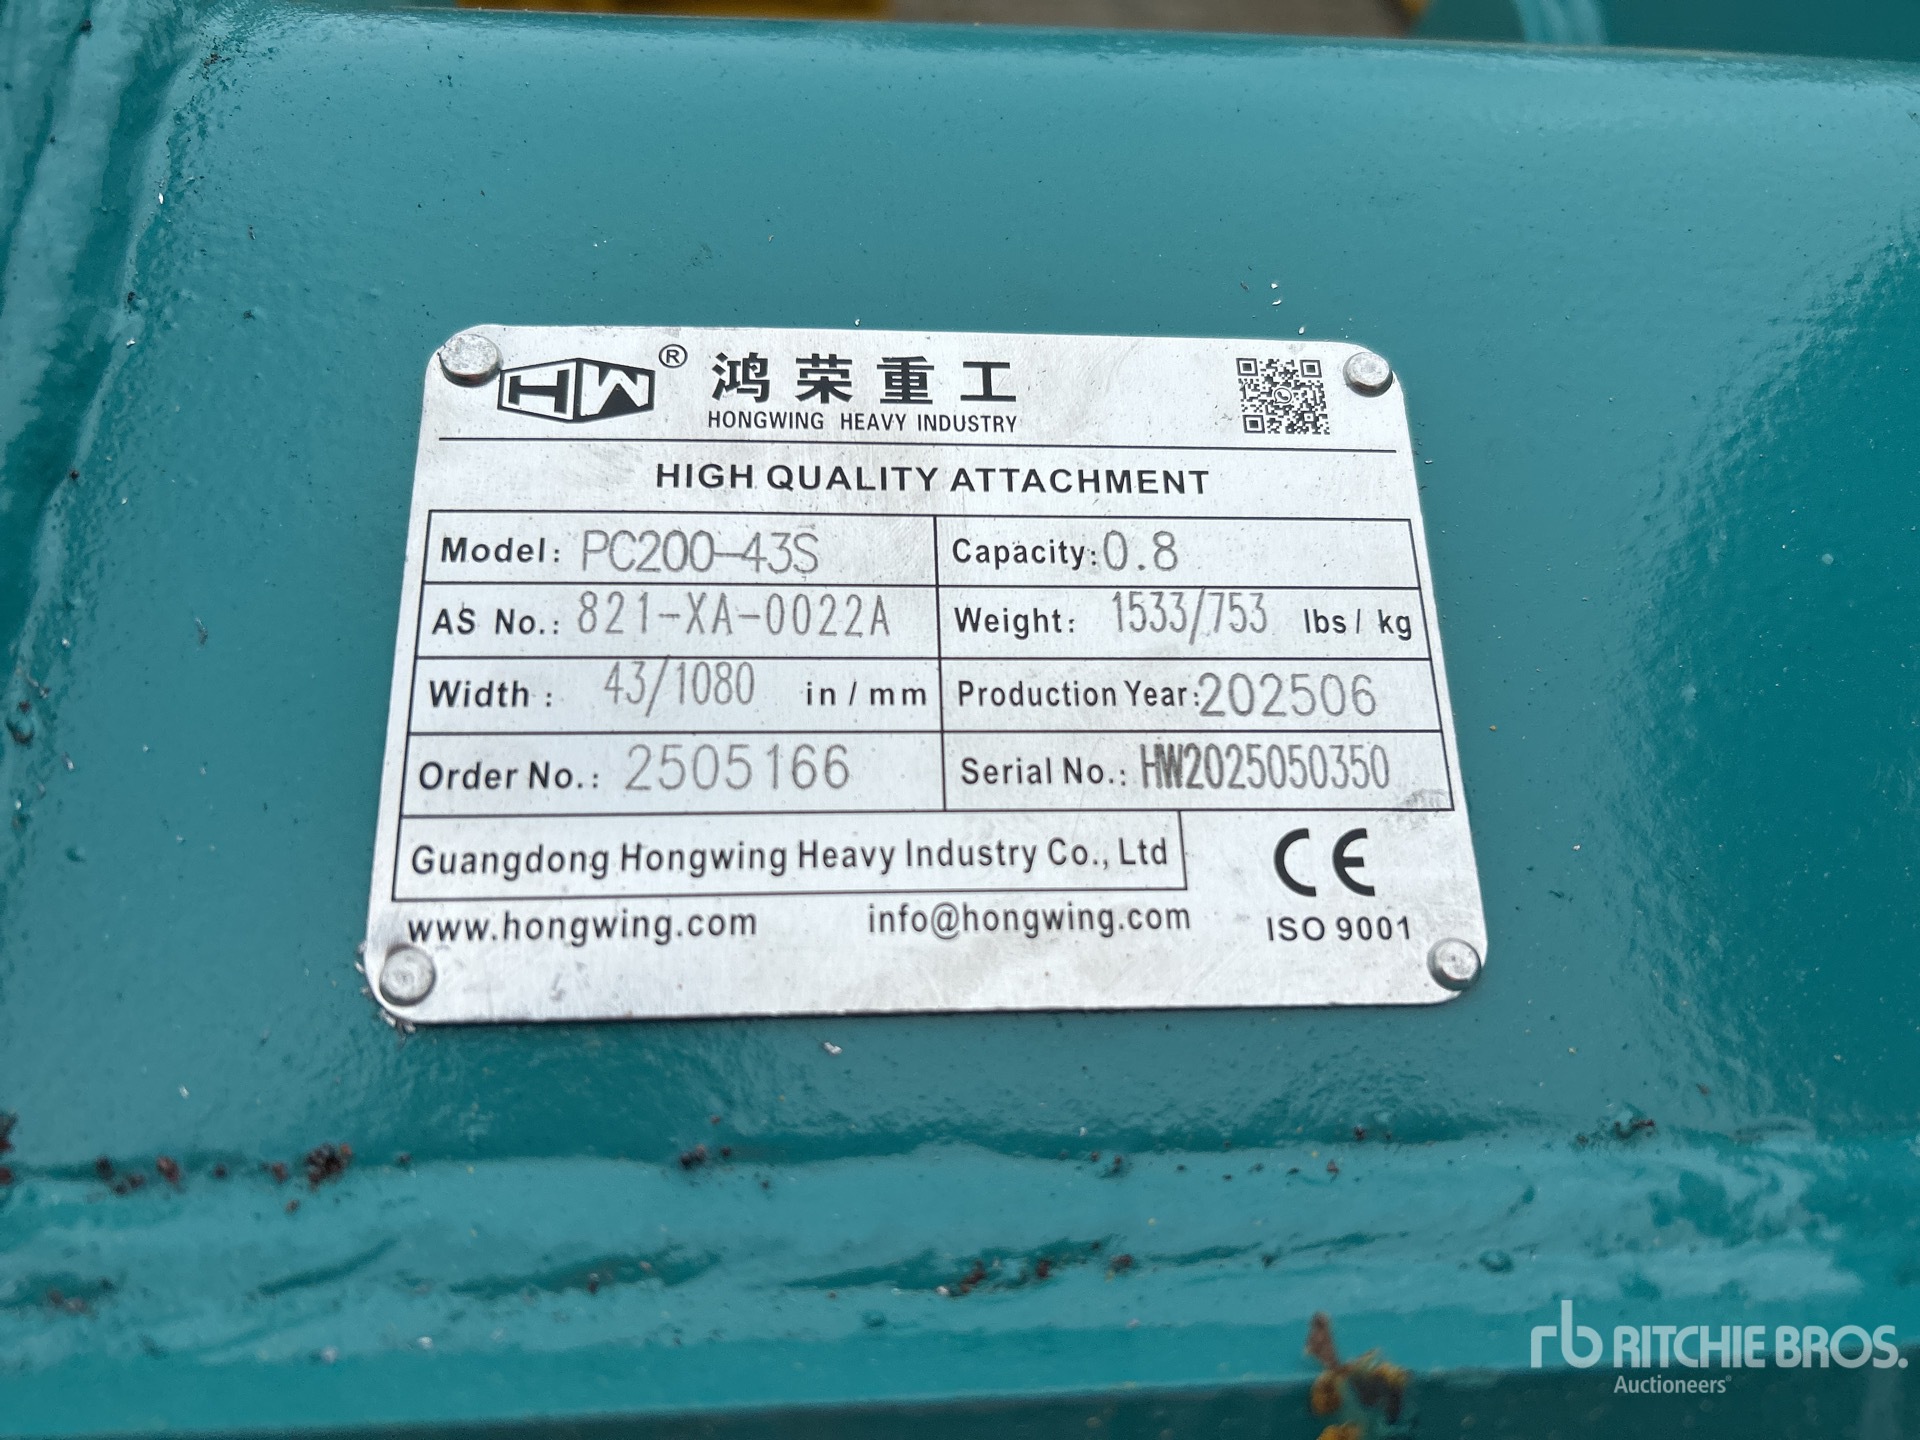 HW® 鸿荣重工
HONGWING HEAVY INDUSTRY
HIGH QUALITY ATTACHMENT
Model: PC200-43S Capacity: 0.8
AS No.: 821-XA-0022A Weight: 1533/753 lbs / kg
Width : 43/1080 in / mm Production Year: 202506
Order No.: 2505166 Serial No.: HW2025050350
Guangdong Hongwing Heavy Industry Co., Ltd
CE
www.hongwing.com info@hongwing.com ISO 9001
rb RITCHIE BROS.
Auctioneers®